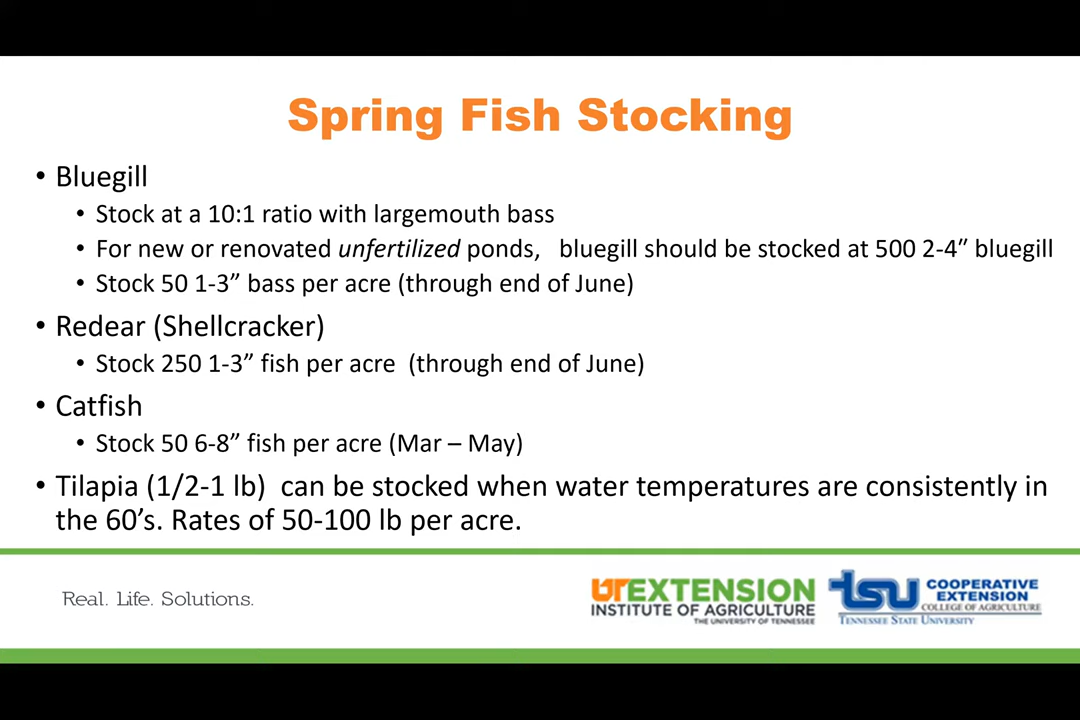 Spring Fish Stocking
• Bluegill
• Stock at a 10:1 ratio with largemouth bass
• For new or renovated unfertilized ponds, bluegill should be stocked at 500 2-4” bluegill
• Stock 50 1-3” bass per acre (through end of June)
• Redear (Shellcracker)
• Stock 250 1-3” fish per acre (through end of June)
• Catfish
• Stock 50 6-8” fish per acre (Mar – May)
• Tilapia (1/2-1 lb) can be stocked when water temperatures are consistently in
the 60’s. Rates of 50-100 lb per acre.
Real. Life. Solutions.
UTEXTENSION
INSTITUTE OF AGRICULTURE
THE UNIVERSITY OF TENNESSEE
tsu
COOPERATIVE
EXTENSION
COLLEGE OF AGRICULTURE
TENNESSEE STATE UNIVERSITY